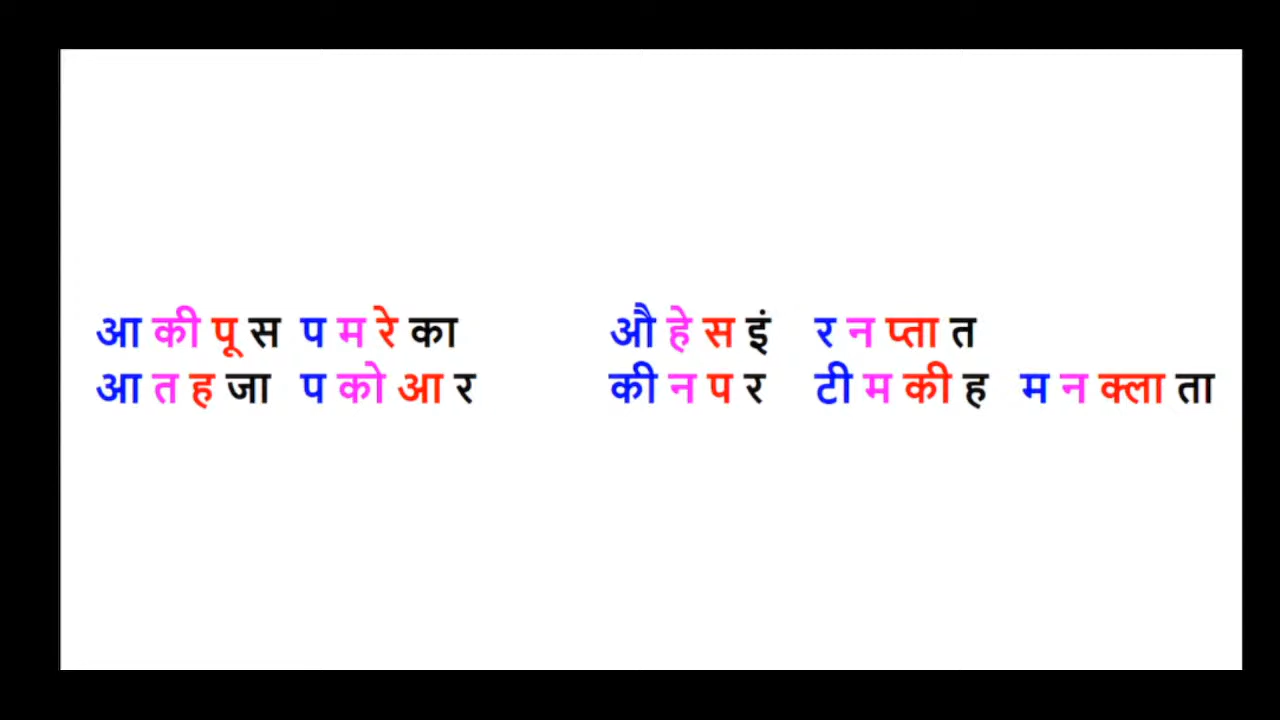 आ की पू स प म रे का औ हे स इं र न प्ता त
आ त ह जा प को आ र की न प र टी म की ह म न क्ला ता